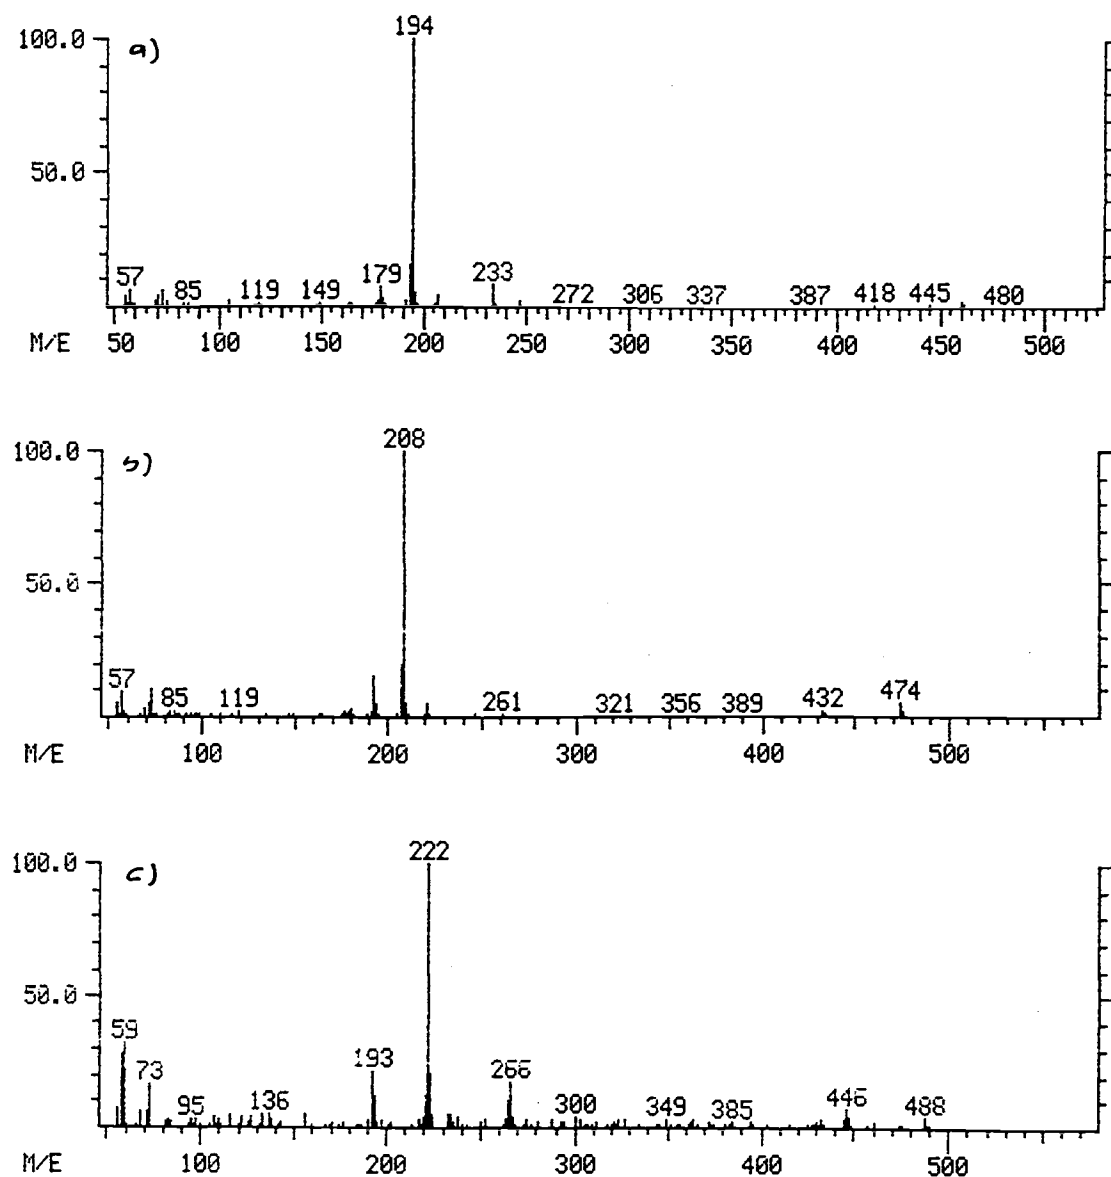 194
100.0
a)
50.0
57 85 119 149 179 233 272 306 337 387 418 445 480
M/E 50 100 150 200 250 300 350 400 450 500
208
100.0
b)
50.0
57 85 119 261 321 356 389 432 474
M/E 100 200 300 400 500
222
100.0
c)
50.0
59 73 95 136 193 266 300 349 385 446 488
M/E 100 200 300 400 500